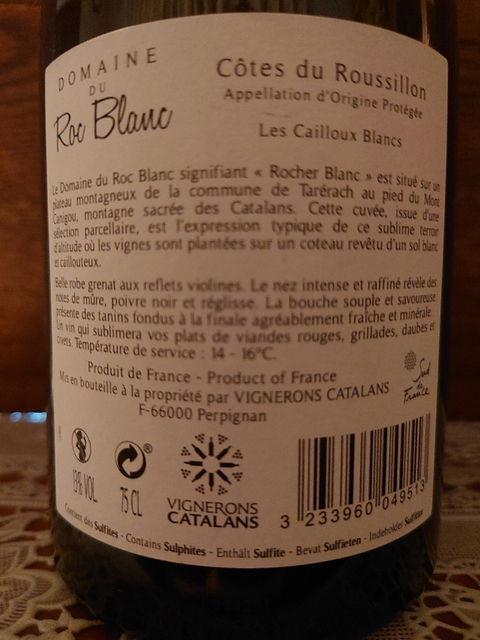 DOMAINE
DU
Roc Blanc
Côtes du Roussillon
Appellation d'Origine Protégée
Les Cailloux Blancs
Le Domaine du Roc Blanc signifiant « Rocher Blanc » est situé sur un
plateau montagneux de la commune de Tarérach au pied du Mont
Canigou, montagne sacrée des Catalans. Cette cuvée, issue d'une
sélection parcellaire, est l'expression typique de ce sublime terroir
d'altitude où les vignes sont plantées sur un coteau revêtu d'un sol blanc
et caillouteux.
Belle robe grenat aux reflets violines. Le nez intense et raffiné révèle des
notes de mûre, poivre noir et réglisse. La bouche souple et savoureuse
présente des tanins fondus à la finale agréablement fraîche et minérale.
Un vin qui sublimera vos plats de viandes rouges, grillades, daubes et
civets. Température de service : 14 - 16°C.
Produit de France - Product of France
Mis en bouteille à la propriété par VIGNERONS CATALANS
F-66000 Perpignan
Sud
de
France
13% VOL
75 CL
®
VIGNERONS
CATALANS
3 233960 049513
Contient des Sulfites - Contains Sulphites - Enthält Sulfite - Bevat Sulfieten - Indeholder Sulfitter